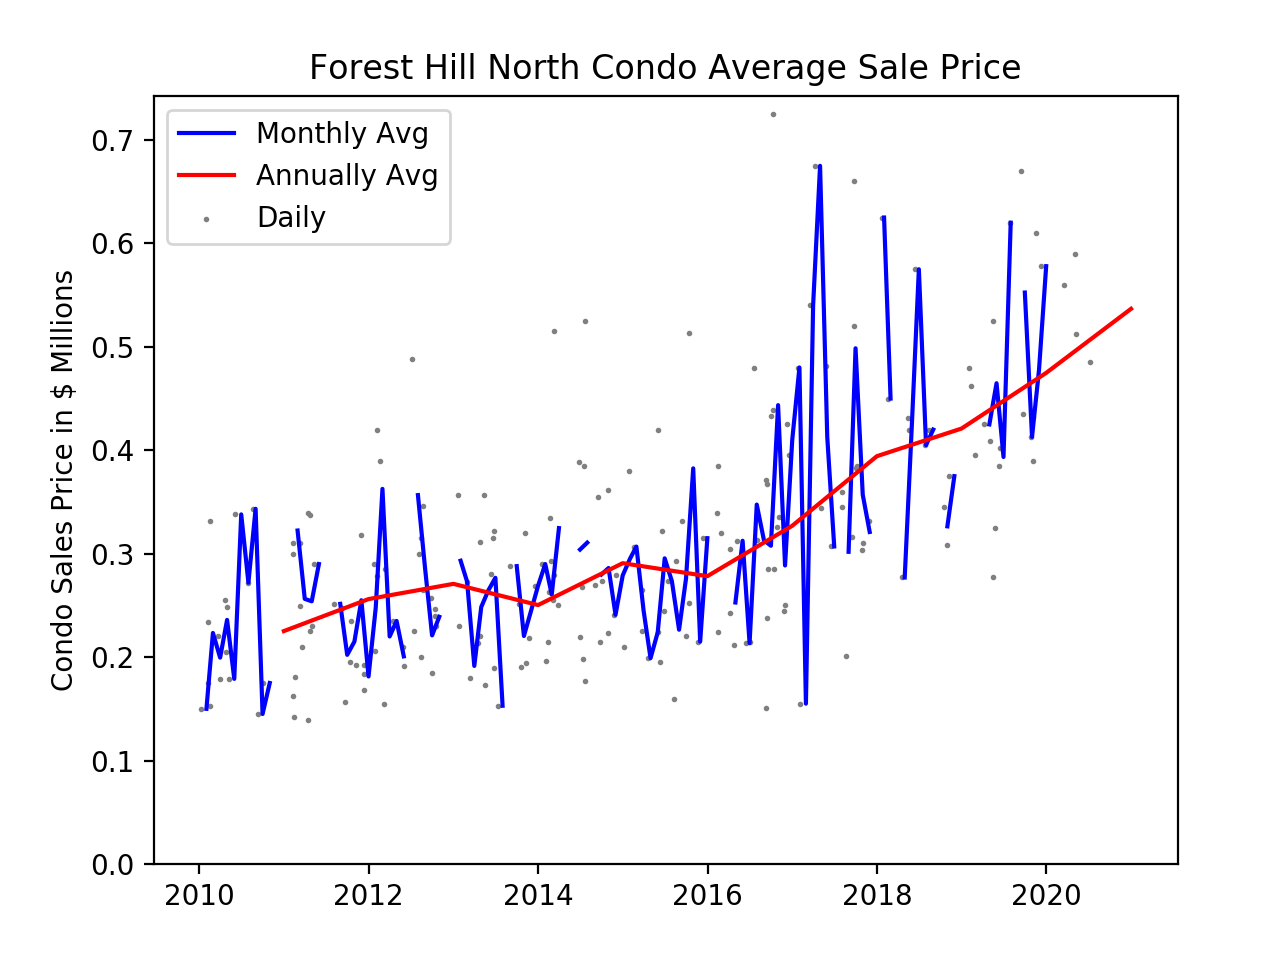 Forest Hill North Condo Average Sale Price
Monthly Avg
Annually Avg
Daily
Condo Sales Price in $ Millions
0.7
0.6
0.5
0.4
0.3
0.2
0.1
0.0
2010 2012 2014 2016 2018 2020